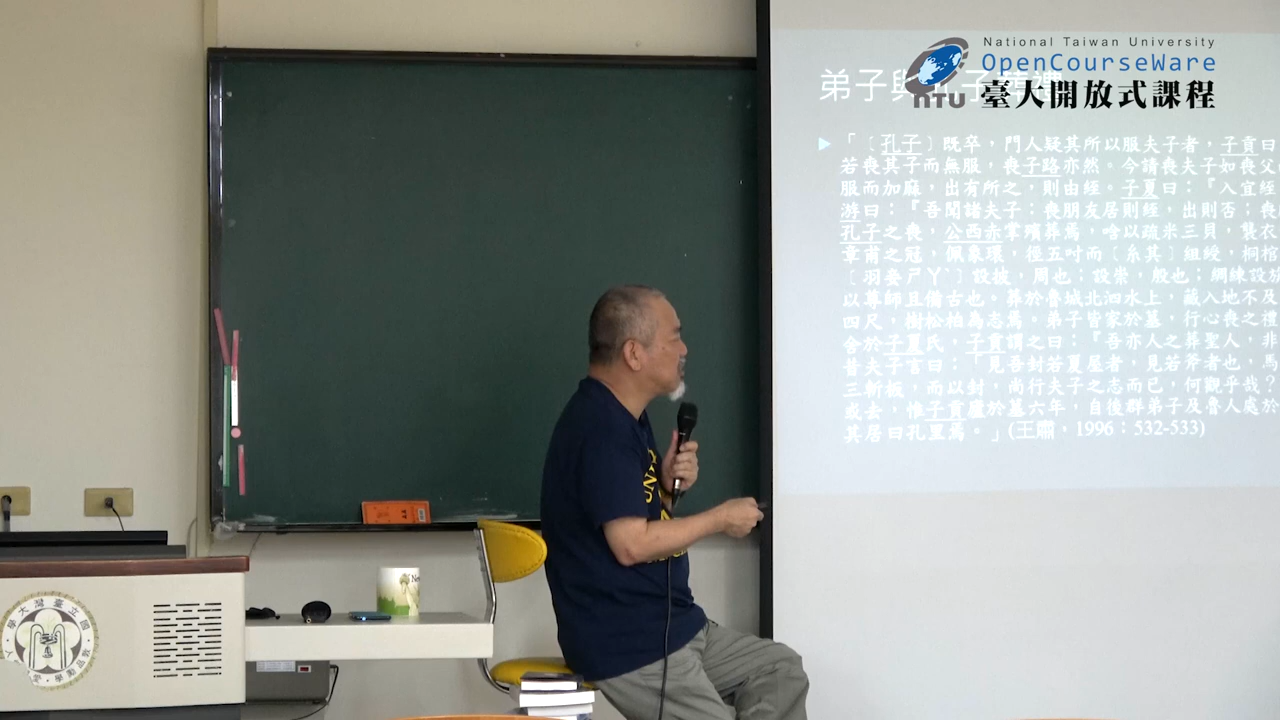 National Taiwan University
OpenCourseWare
NTU 臺大開放式課程
弟子與孔子葬禮
「〔孔子〕既卒，門人疑其所以服夫子者，子貢曰
若喪其子而無服，喪子路亦然。今請喪夫子如喪父
服而加麻，出有所之，則由絰。子夏曰：『入宜絰
游曰：『吾聞諸夫子：喪朋友居則絰，出則否；喪
孔子之喪，公西赤掌殯葬焉，唅以疏米三貝，襲衣
章甫之冠，佩象環，徑五吋而〔糸其〕組綬，桐棺
〔羽妾ㄕㄚˋ〕設披，周也；設崇，殷也；綢練設旐
以尊師且備古也。葬於魯城北泗水上，藏入地不及
四尺，樹松柏為志焉。弟子皆家於墓，行心喪之禮
舍於子夏氏，子貢謂之曰：『吾亦人之葬聖人，非
昔夫子言曰：「見吾封若夏屋者，見若斧者也，馬
三斬板，而以封，尚行夫子之志而已，何觀乎哉？
或去，惟子貢廬於墓六年，自後群弟子及魯人處於
其居曰孔里焉。」(王肅，1996：532-533)